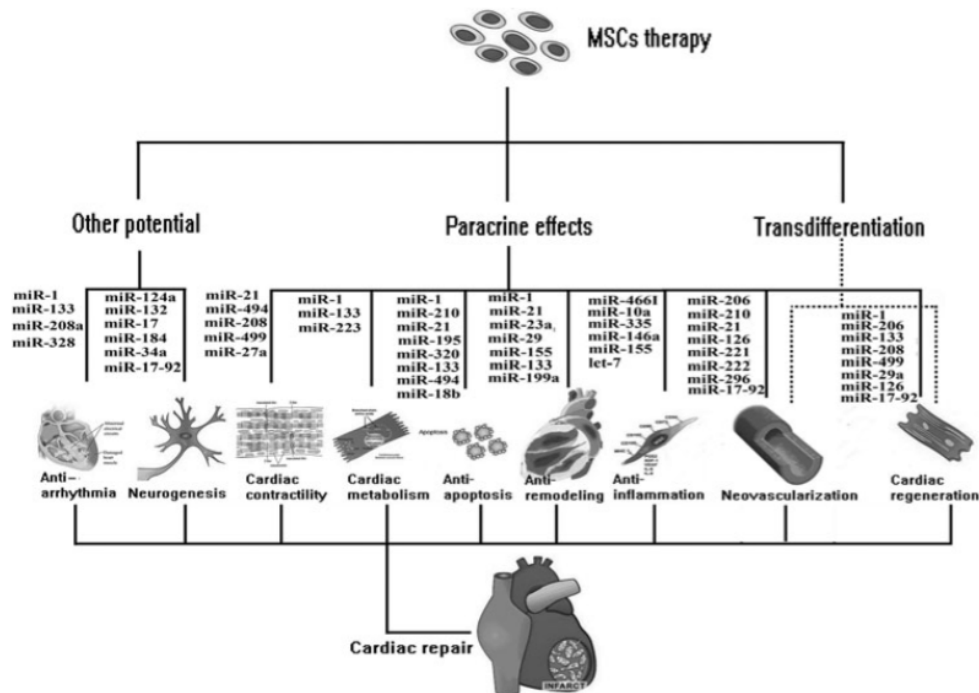 MSCs therapy
Other potential
Paracrine effects
Transdifferentiation
miR-1
miR-133
miR-208a
miR-328
miR-124a
miR-132
miR-17
miR-184
miR-34a
miR-17-92
miR-21
miR-494
miR-208
miR-499
miR-27a
miR-1
miR-133
miR-223
miR-1
miR-210
miR-21
miR-195
miR-320
miR-133
miR-494
miR-18b
miR-1
miR-21
miR-23a,
miR-29
miR-155
miR-133
miR-199a
miR-466I
miR-10a
miR-335
miR-146a
miR-155
let-7
miR-206
miR-210
miR-21
miR-126
miR-221
miR-222
miR-296
miR-17-92
miR-1
miR-206
miR-133
miR-208
miR-499
miR-29a
miR-126
miR-17-92
Apoptosis
Anti-
arrhythmia
Neurogenesis
Cardiac
contractility
Cardiac
metabolism
Anti-
apoptosis
Anti-
remodeling
Anti-
inflammation
Neovascularization
Cardiac
regeneration
Cardiac repair
INFARCT